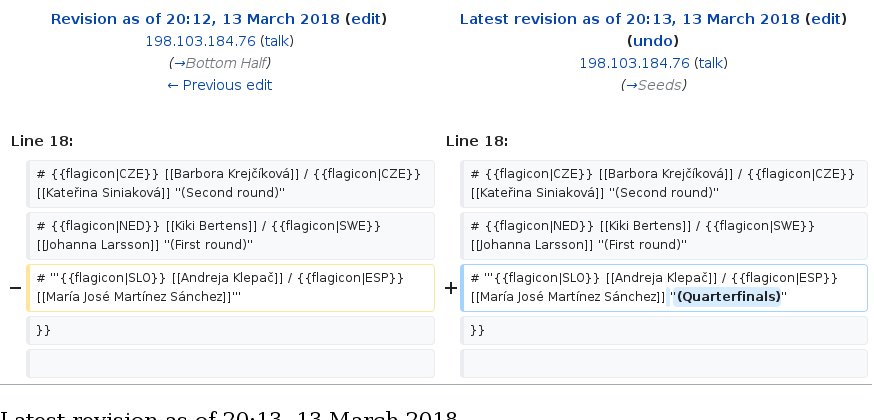 Revision as of 20:12, 13 March 2018 (edit)
198.103.184.76 (talk)
(→Bottom Half)
← Previous edit
Latest revision as of 20:13, 13 March 2018 (edit)
(undo)
198.103.184.76 (talk)
(→Seeds)
Line 18:
Line 18:
# {{flagicon|CZE}} [[Barbora Krejčíková]] / {{flagicon|CZE}}
[[Kateřina Siniaková]] ''(Second round)''
# {{flagicon|CZE}} [[Barbora Krejčíková]] / {{flagicon|CZE}}
[[Kateřina Siniaková]] ''(Second round)''
# {{flagicon|NED}} [[Kiki Bertens]] / {{flagicon|SWE}}
[[Johanna Larsson]] ''(First round)''
# {{flagicon|NED}} [[Kiki Bertens]] / {{flagicon|SWE}}
[[Johanna Larsson]] ''(First round)''
− # '''{{flagicon|SLO}} [[Andreja Klepač]] / {{flagicon|ESP}}
[[María José Martínez Sánchez]]'''
+ # '''{{flagicon|SLO}} [[Andreja Klepač]] / {{flagicon|ESP}}
[[María José Martínez Sánchez]] ''(Quarterfinals)''
}}
}}
Latest revision as of 20:13, 13 March 2018